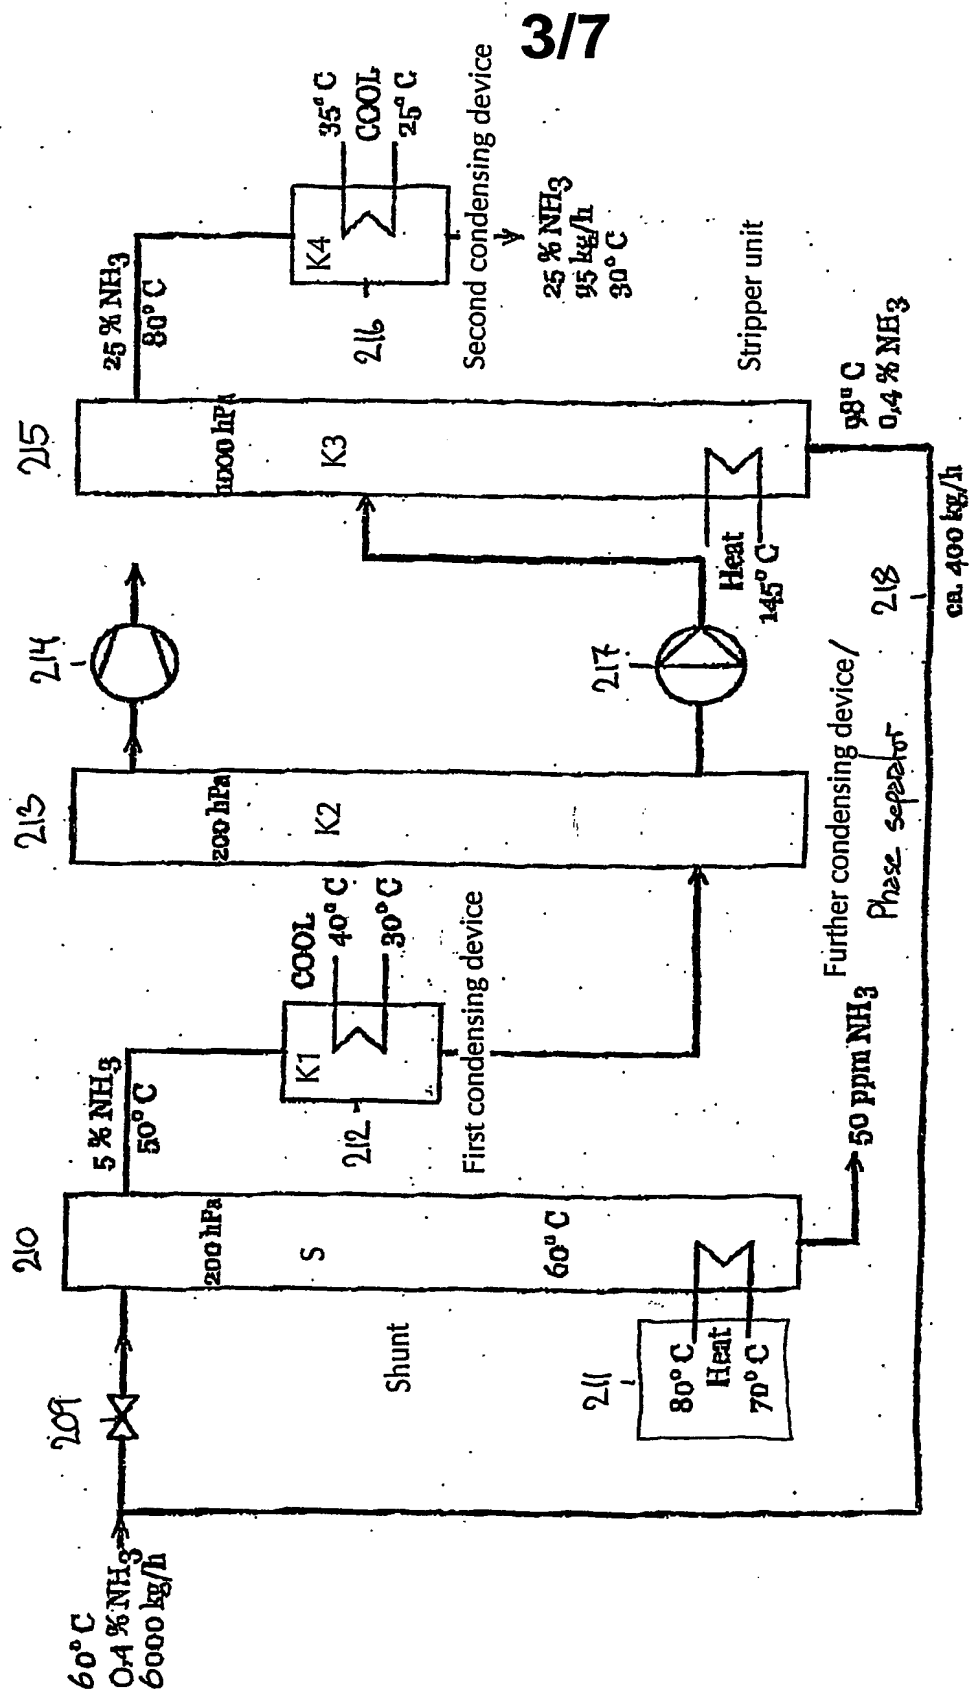 3/7
60° C
0,4 % NH3
6000 kg/h
209
210
200 hPa
S
60° C
Shunt
211
80° C
Heat
70° C
50 ppm NH3
5 % NH3
50° C
212
K1
COOL
40° C
30° C
First condensing device
213
200 hPa
K2
Further condensing device/
Phase separator
214
217
215
1000 hPa
K3
Heat
145° C
Stripper unit
25 % NH3
80° C
216
K4
35° C
COOL
25° C
Second condensing device
25 % NH3
95 kg/h
30° C
98° C
0,4 % NH3
218
ca. 400 kg/h